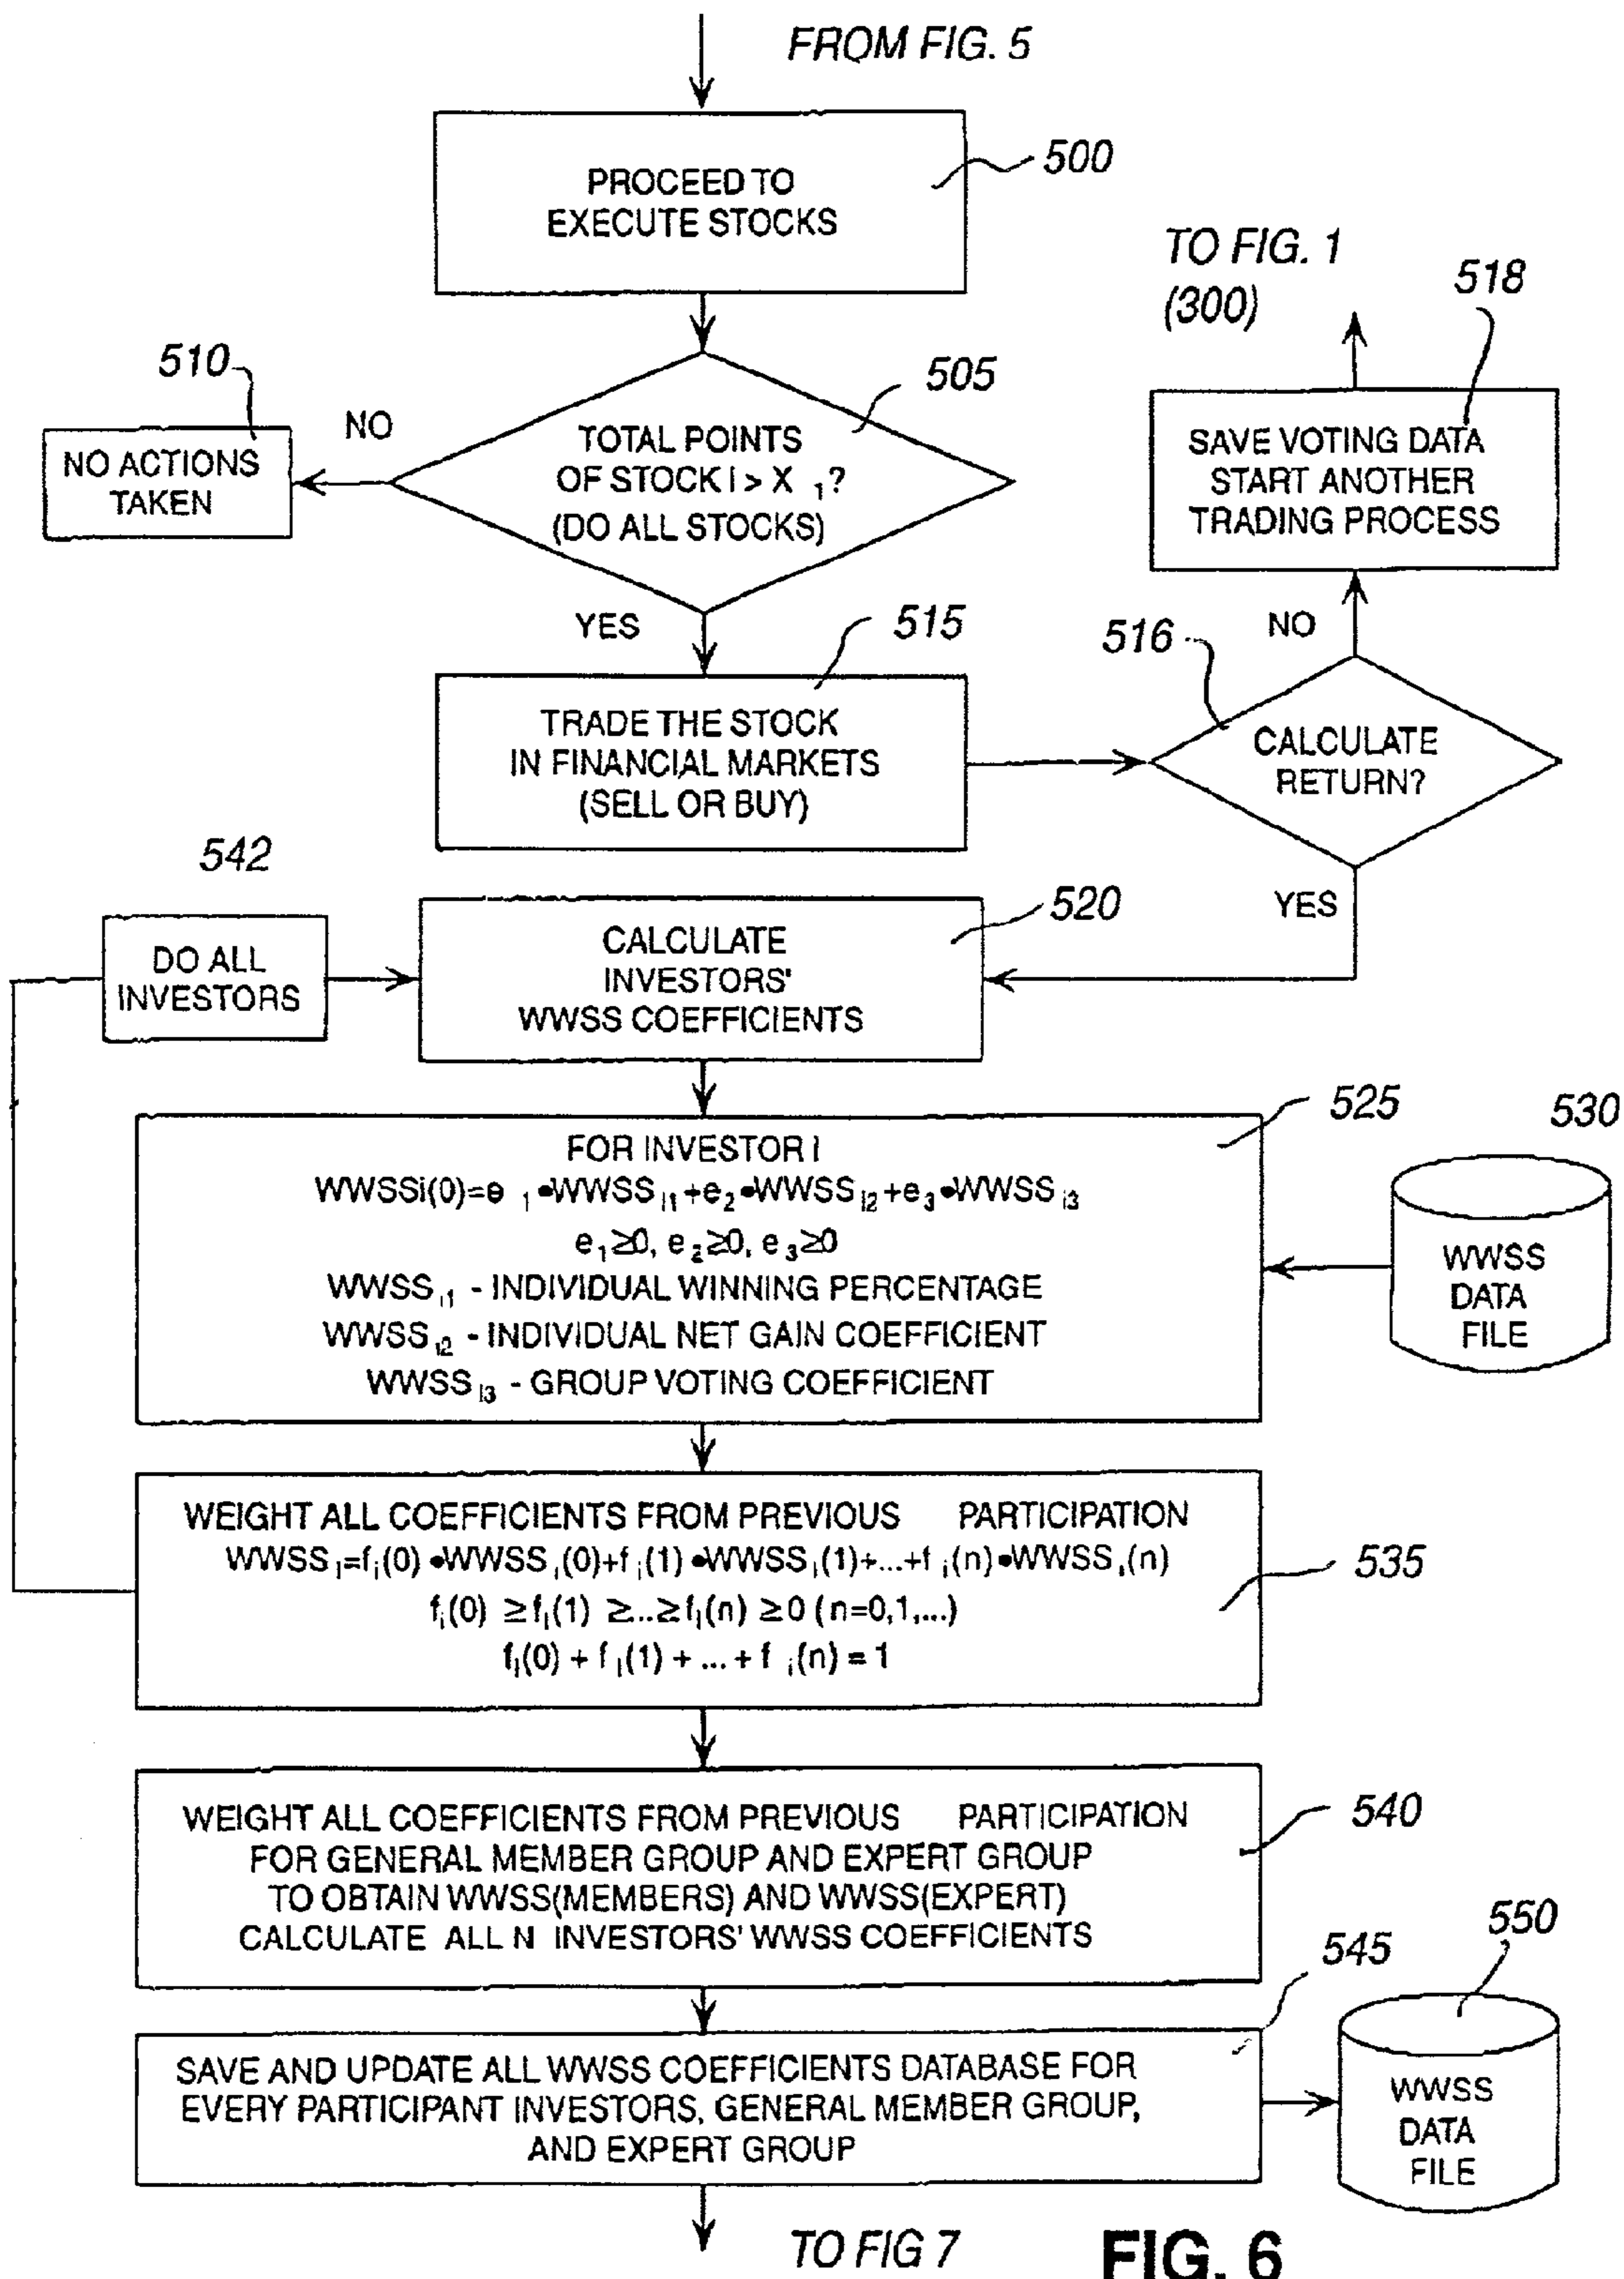 FROM FIG. 5
PROCEED TO
EXECUTE STOCKS
500
TO FIG. 1
(300)
518
510
NO
505
TOTAL POINTS
OF STOCK I > X 1?
(DO ALL STOCKS)
NO ACTIONS
TAKEN
SAVE VOTING DATA
START ANOTHER
TRADING PROCESS
YES
515
516
NO
TRADE THE STOCK
IN FINANCIAL MARKETS
(SELL OR BUY)
CALCULATE
RETURN?
542
520
YES
DO ALL
INVESTORS
CALCULATE
INVESTORS'
WWSS COEFFICIENTS
525
530
FOR INVESTOR I
WWSSi(0)=e 1 •WWSS i1+e2•WWSS i2+e3•WWSS i3
e1≥0, e2≥0, e3≥0
WWSS i1 - INDIVIDUAL WINNING PERCENTAGE
WWSS i2 - INDIVIDUAL NET GAIN COEFFICIENT
WWSS i3 - GROUP VOTING COEFFICIENT
WWSS
DATA
FILE
WEIGHT ALL COEFFICIENTS FROM PREVIOUS PARTICIPATION
WWSS i=fi(0) •WWSS i(0)+f i(1) •WWSS i(1)+...+f i(n)•WWSS i(n)
fi(0) ≥fi(1) ≥..≥fi(n) ≥0 (n=0,1,...)
fi(0) + f i(1) + ... + f i(n) = 1
535
WEIGHT ALL COEFFICIENTS FROM PREVIOUS PARTICIPATION
FOR GENERAL MEMBER GROUP AND EXPERT GROUP
TO OBTAIN WWSS(MEMBERS) AND WWSS(EXPERT)
CALCULATE ALL N INVESTORS' WWSS COEFFICIENTS
540
545
550
SAVE AND UPDATE ALL WWSS COEFFICIENTS DATABASE FOR
EVERY PARTICIPANT INVESTORS, GENERAL MEMBER GROUP,
AND EXPERT GROUP
WWSS
DATA
FILE
TO FIG 7
FIG. 6